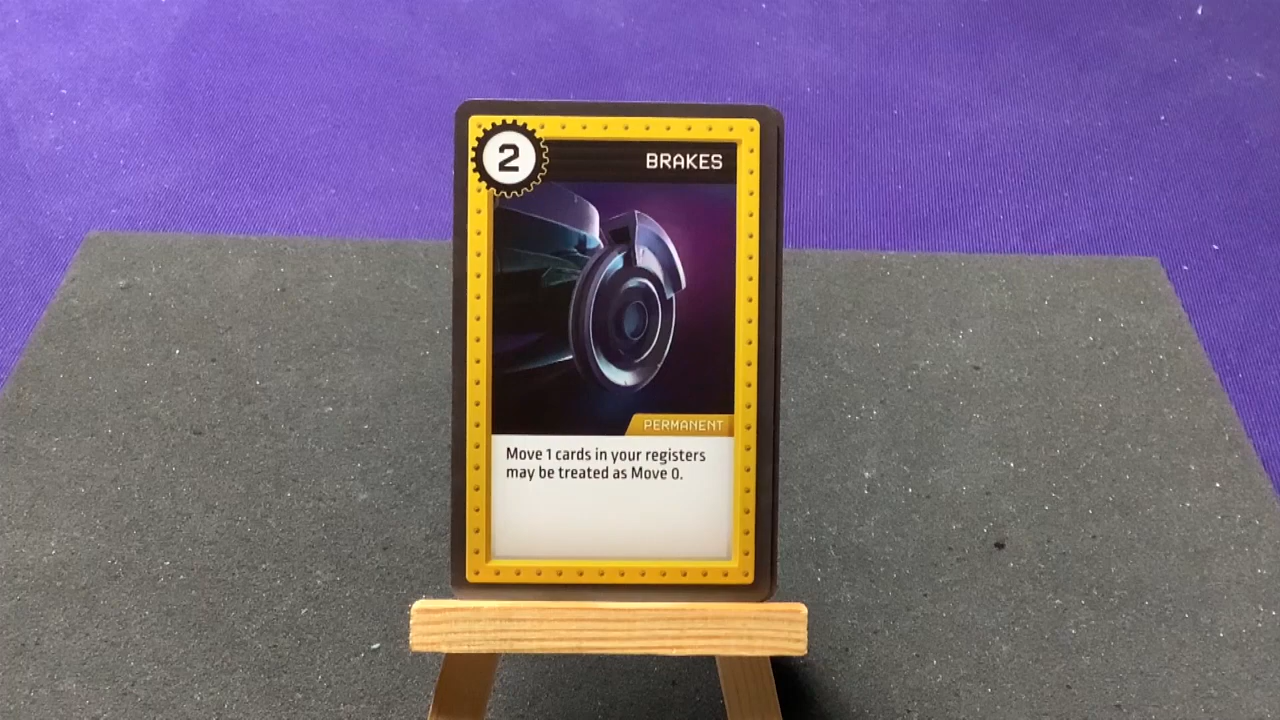 2
BRAKES
PERMANENT
Move 1 cards in your registers
may be treated as Move 0.